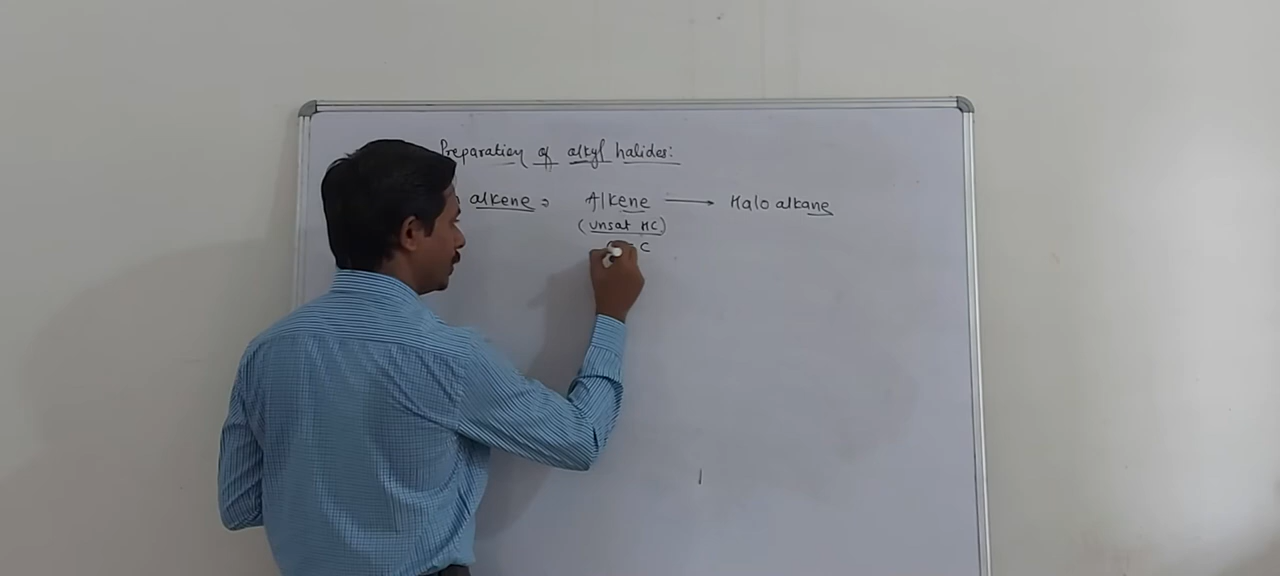 Preparation of alkyl halides:
alkene : Alkene ⟶ Halo alkane
(Unsat HC)
C